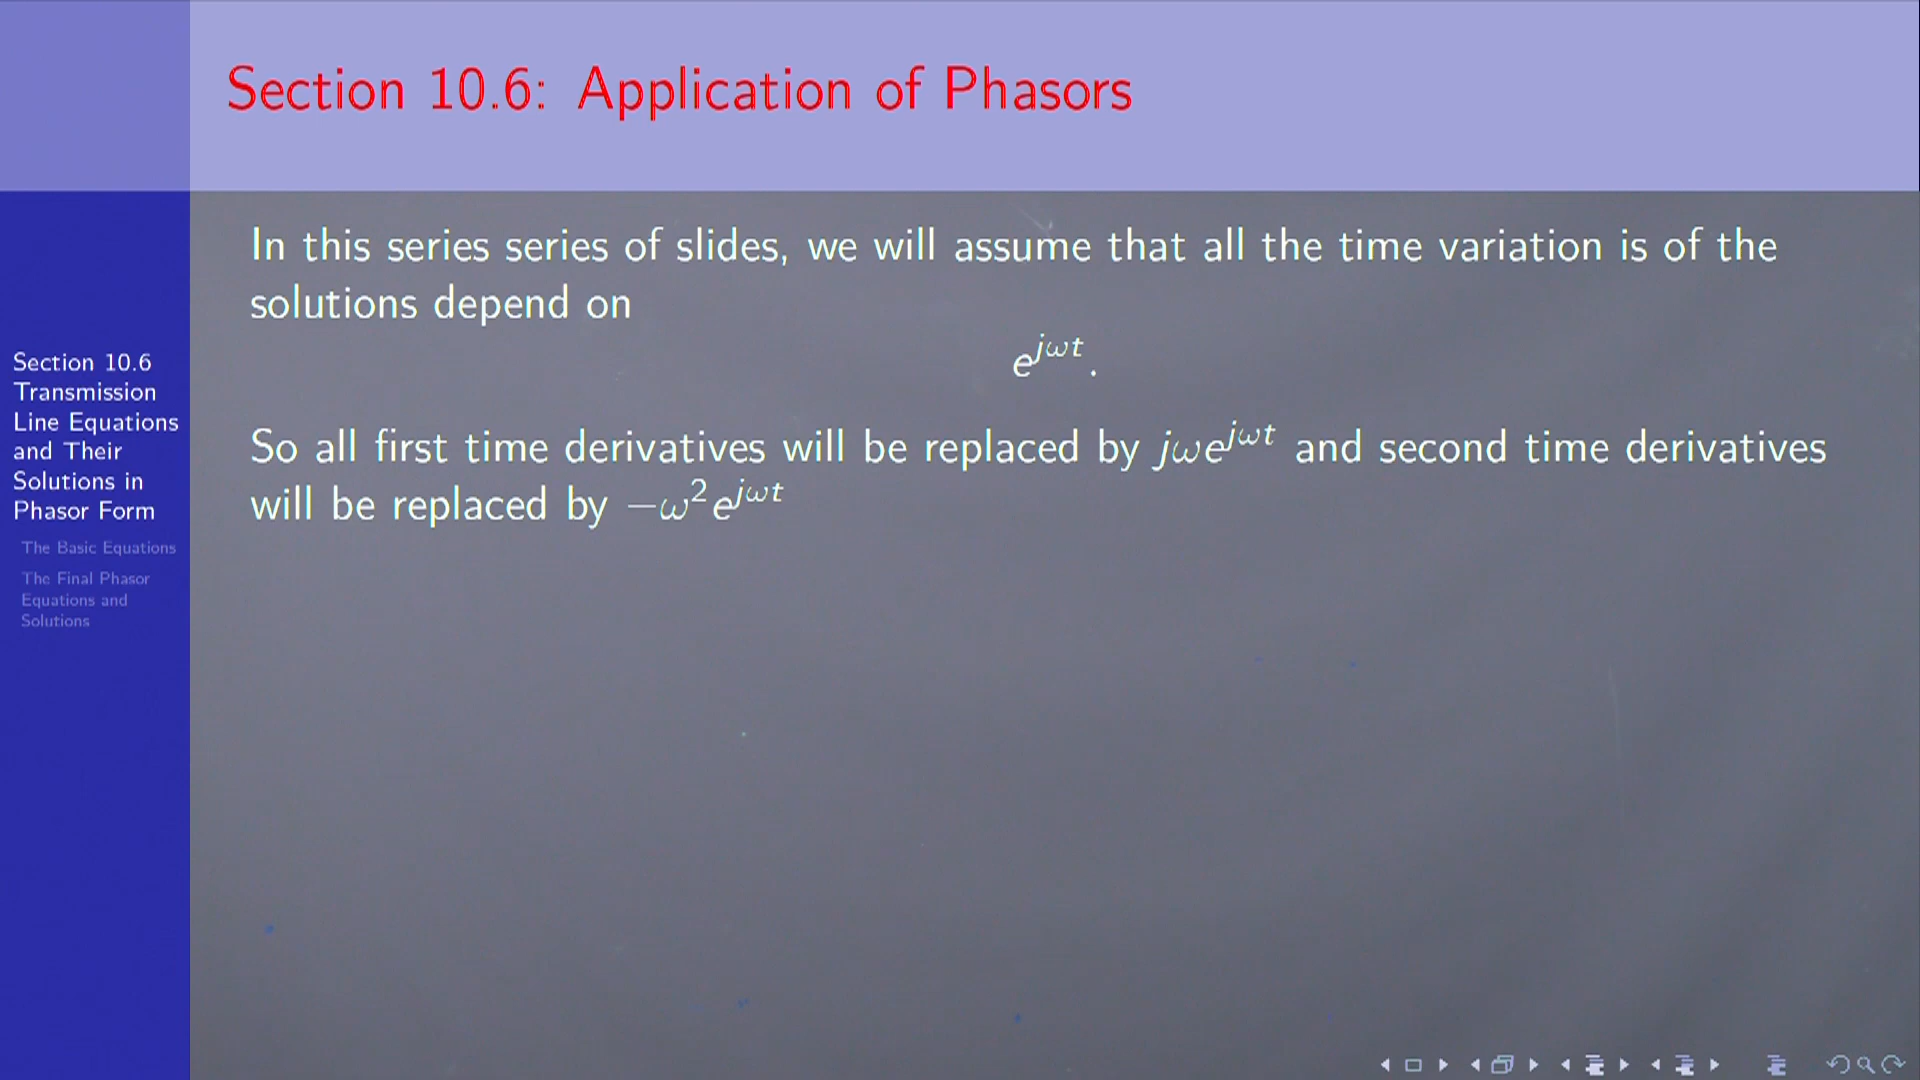 Section 10.6: Application of Phasors
In this series series of slides, we will assume that all the time variation is of the
solutions depend on
e^{jωt}.
So all first time derivatives will be replaced by jωe^{jωt} and second time derivatives
will be replaced by −ω²e^{jωt}
Section 10.6
Transmission
Line Equations
and Their
Solutions in
Phasor Form
The Basic Equations
The Final Phasor
Equations and
Solutions